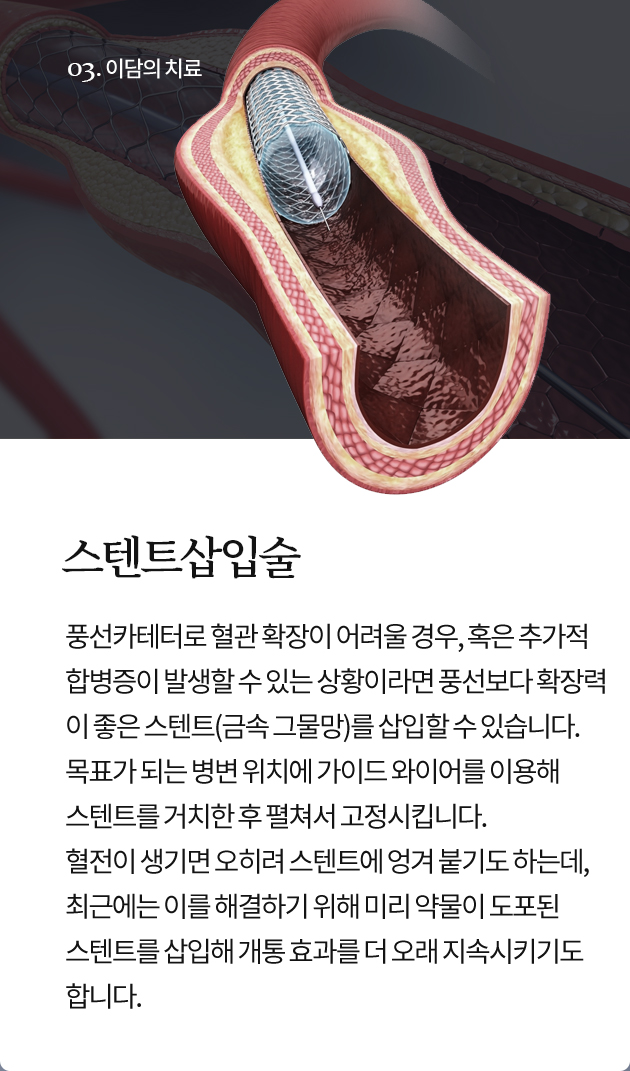 03. 이담의 치료
스텐트삽입술
풍선카테터로 혈관 확장이 어려울 경우, 혹은 추가적
합병증이 발생할 수 있는 상황이라면 풍선보다 확장력
이 좋은 스텐트(금속 그물망)를 삽입할 수 있습니다.
목표가 되는 병변 위치에 가이드 와이어를 이용해
스텐트를 거치한 후 펼쳐서 고정시킵니다.
혈전이 생기면 오히려 스텐트에 엉겨 붙기도 하는데,
최근에는 이를 해결하기 위해 미리 약물이 도포된
스텐트를 삽입해 개통 효과를 더 오래 지속시키기도
합니다.